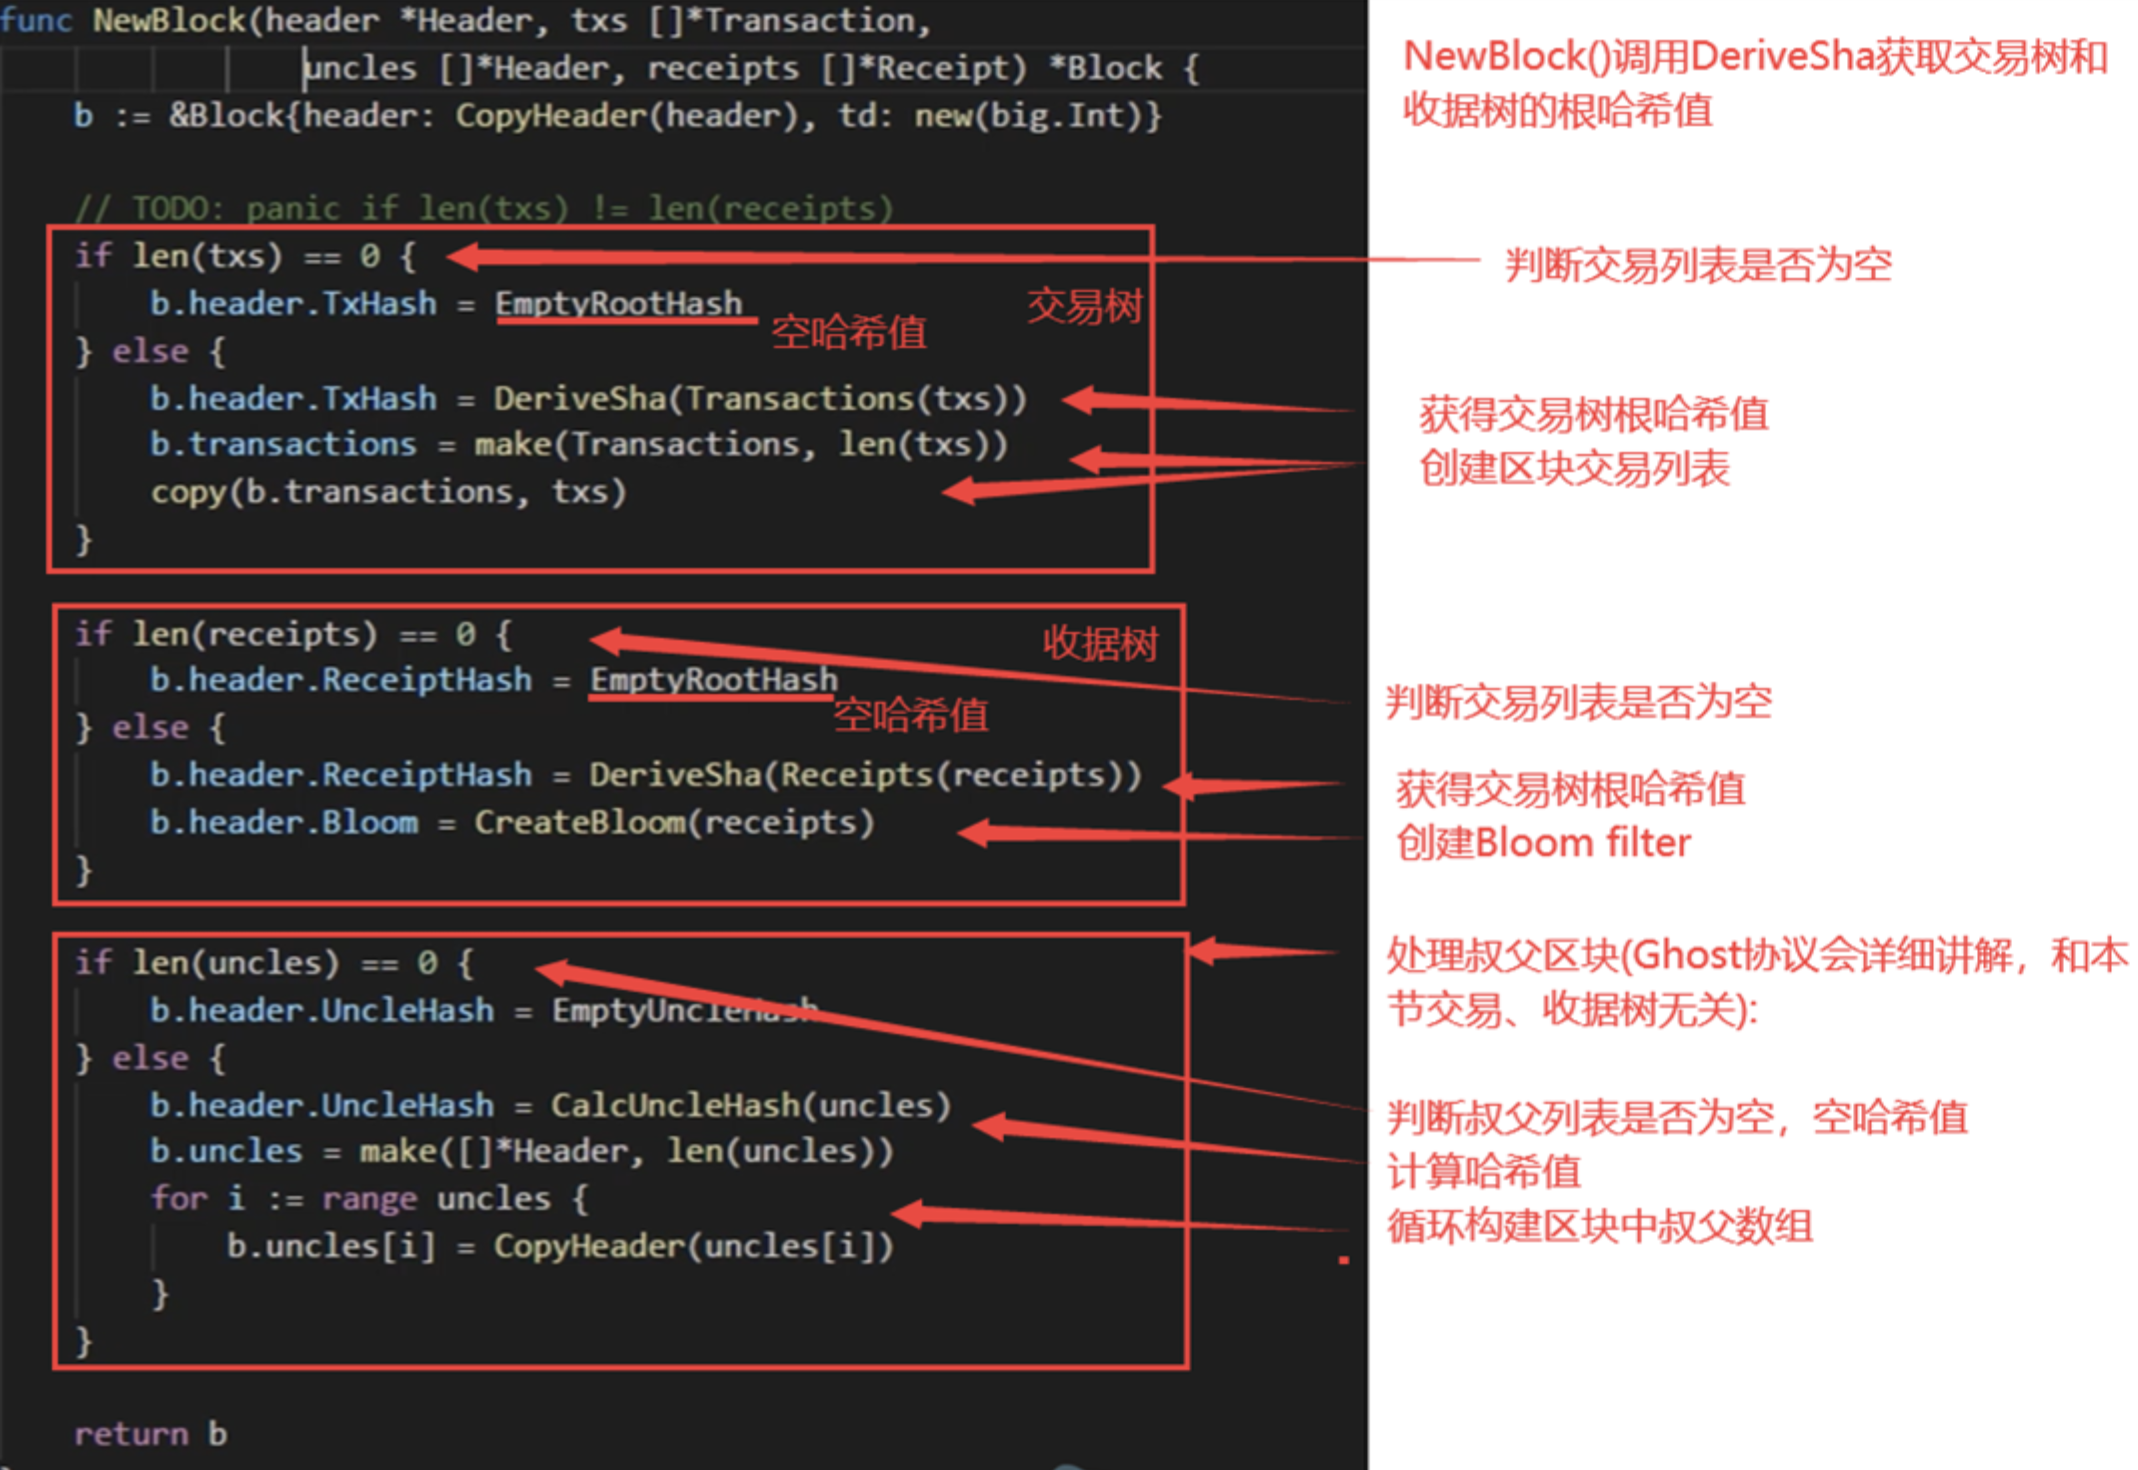 func NewBlock(header *Header, txs []*Transaction,
uncles []*Header, receipts []*Receipt) *Block {
b := &Block{header: CopyHeader(header), td: new(big.Int)}
// TODO: panic if len(txs) != len(receipts)
if len(txs) == 0 {
b.header.TxHash = EmptyRootHash
} else {
b.header.TxHash = DeriveSha(Transactions(txs))
b.transactions = make(Transactions, len(txs))
copy(b.transactions, txs)
}
交易树
空哈希值
if len(receipts) == 0 {
b.header.ReceiptHash = EmptyRootHash
} else {
b.header.ReceiptHash = DeriveSha(Receipts(receipts))
b.header.Bloom = CreateBloom(receipts)
}
收据树
空哈希值
if len(uncles) == 0 {
b.header.UncleHash = EmptyUncleHash
} else {
b.header.UncleHash = CalcUncleHash(uncles)
b.uncles = make([]*Header, len(uncles))
for i := range uncles {
b.uncles[i] = CopyHeader(uncles[i])
}
}
return b
NewBlock()调用DeriveSha获取交易树和
收据树的根哈希值
判断交易列表是否为空
获得交易树根哈希值
创建区块交易列表
判断交易列表是否为空
获得交易树根哈希值
创建Bloom filter
处理叔父区块(Ghost协议会详细讲解，和本
节交易、收据树无关):
判断叔父列表是否为空，空哈希值
计算哈希值
循环构建区块中叔父数组